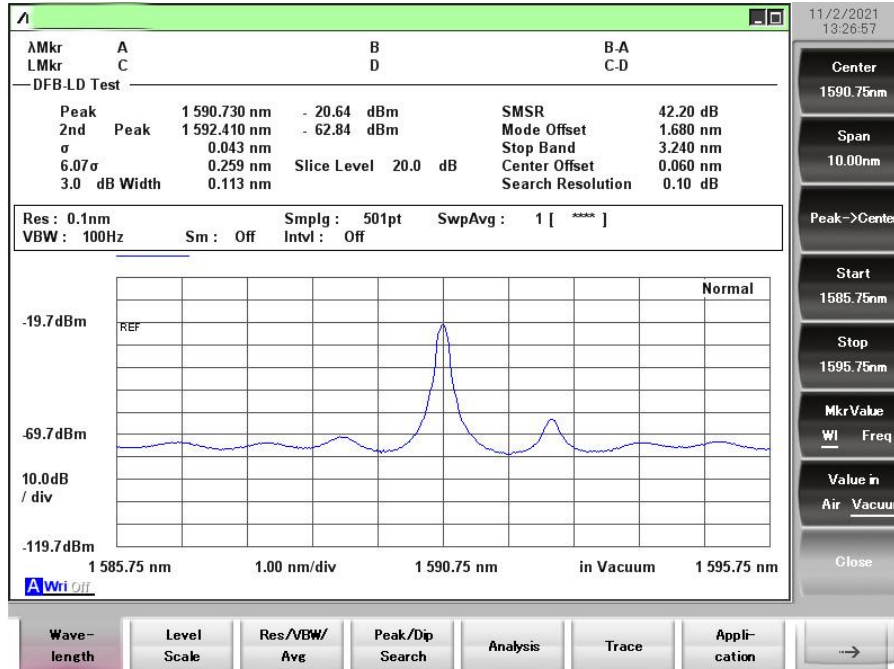 11/2/2021
13:26:57
λMkr A B B-A
LMkr C D C-D
DFB-LD Test
Peak 1 590.730 nm - 20.64 dBm SMSR 42.20 dB
2nd Peak 1 592.410 nm - 62.84 dBm Mode Offset 1.680 nm
σ 0.043 nm Stop Band 3.240 nm
6.07σ 0.259 nm Slice Level 20.0 dB Center Offset 0.060 nm
3.0 dB Width 0.113 nm Search Resolution 0.10 dB
Res : 0.1nm Smplg : 501pt SwpAvg : 1 [ **** ]
VBW : 100Hz Sm : Off Intvl : Off
Normal
-19.7dBm
REF
-69.7dBm
10.0dB
/ div
-119.7dBm
1 585.75 nm 1.00 nm/div 1 590.75 nm in Vacuum 1 595.75 nm
A Wri Off
Center
1590.75nm
Span
10.00nm
Peak->Cente
Start
1585.75nm
Stop
1595.75nm
MkrValue
Wl Freq
Value in
Air Vacuu
Close
Wave-
length
Level
Scale
Res/VBW/
Avg
Peak/Dip
Search
Analysis
Trace
Appli-
cation